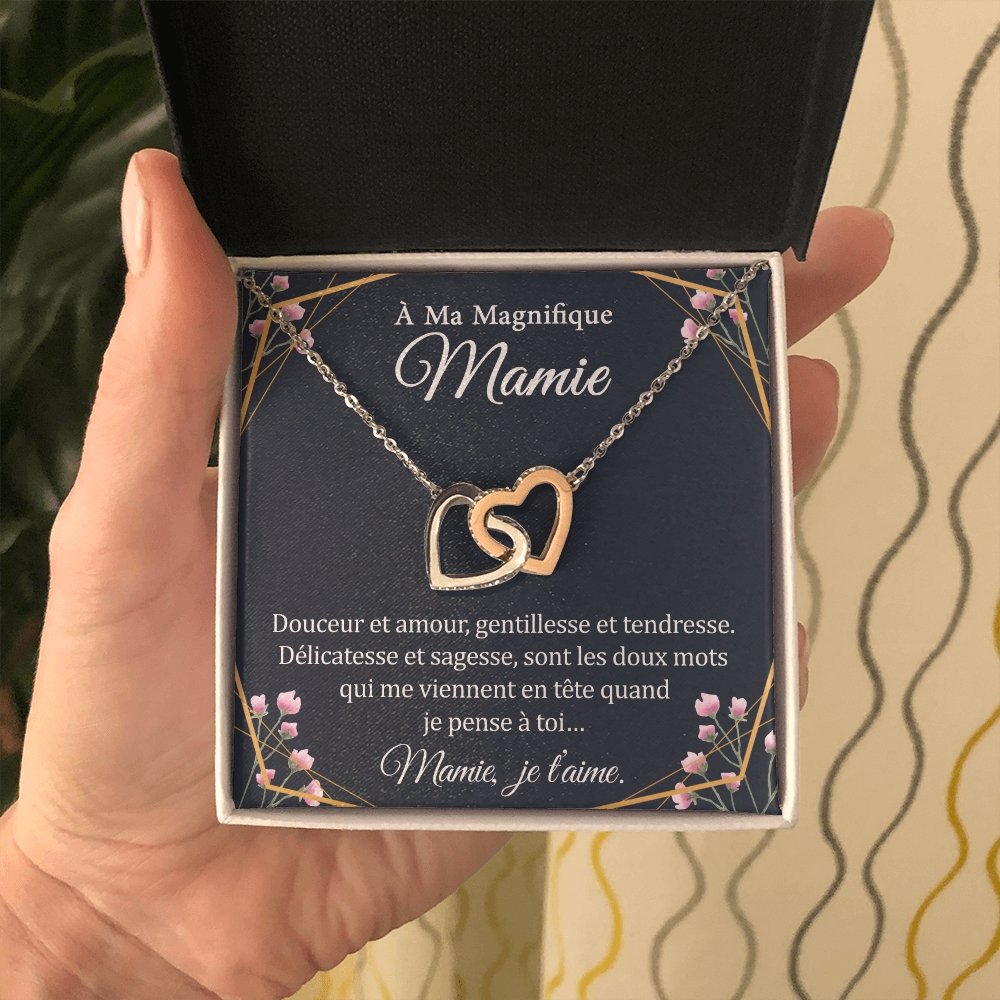 À Ma Magnifique
Mamie
Douceur et amour, gentillesse et tendresse.
Délicatesse et sagesse, sont les doux mots
qui me viennent en tête quand
je pense à toi...
Mamie, je t'aime.